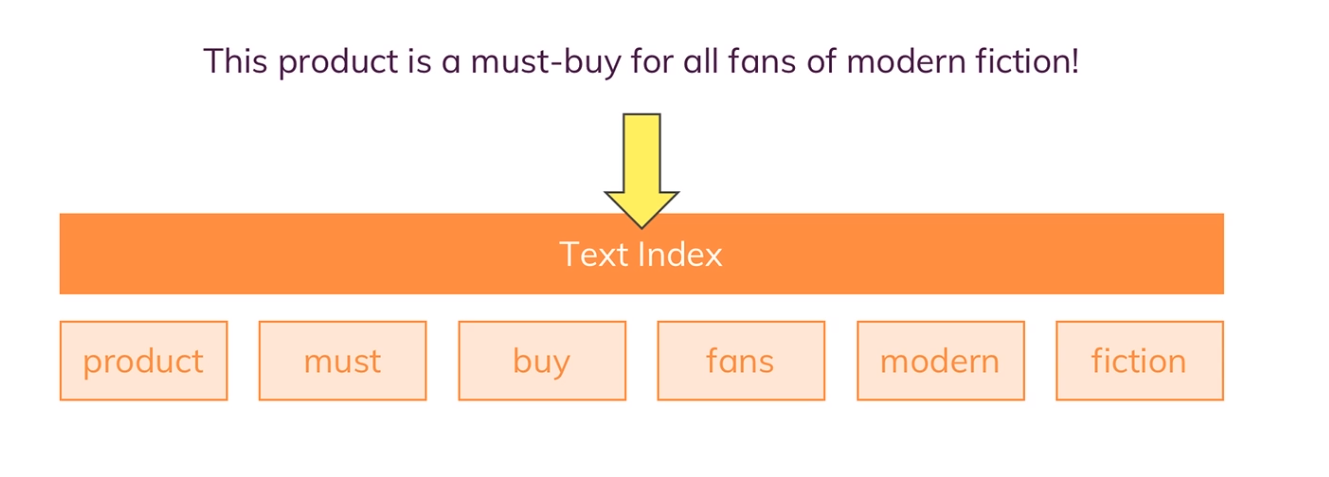 This product is a must-buy for all fans of modern fiction!
Text Index
product must buy fans modern fiction